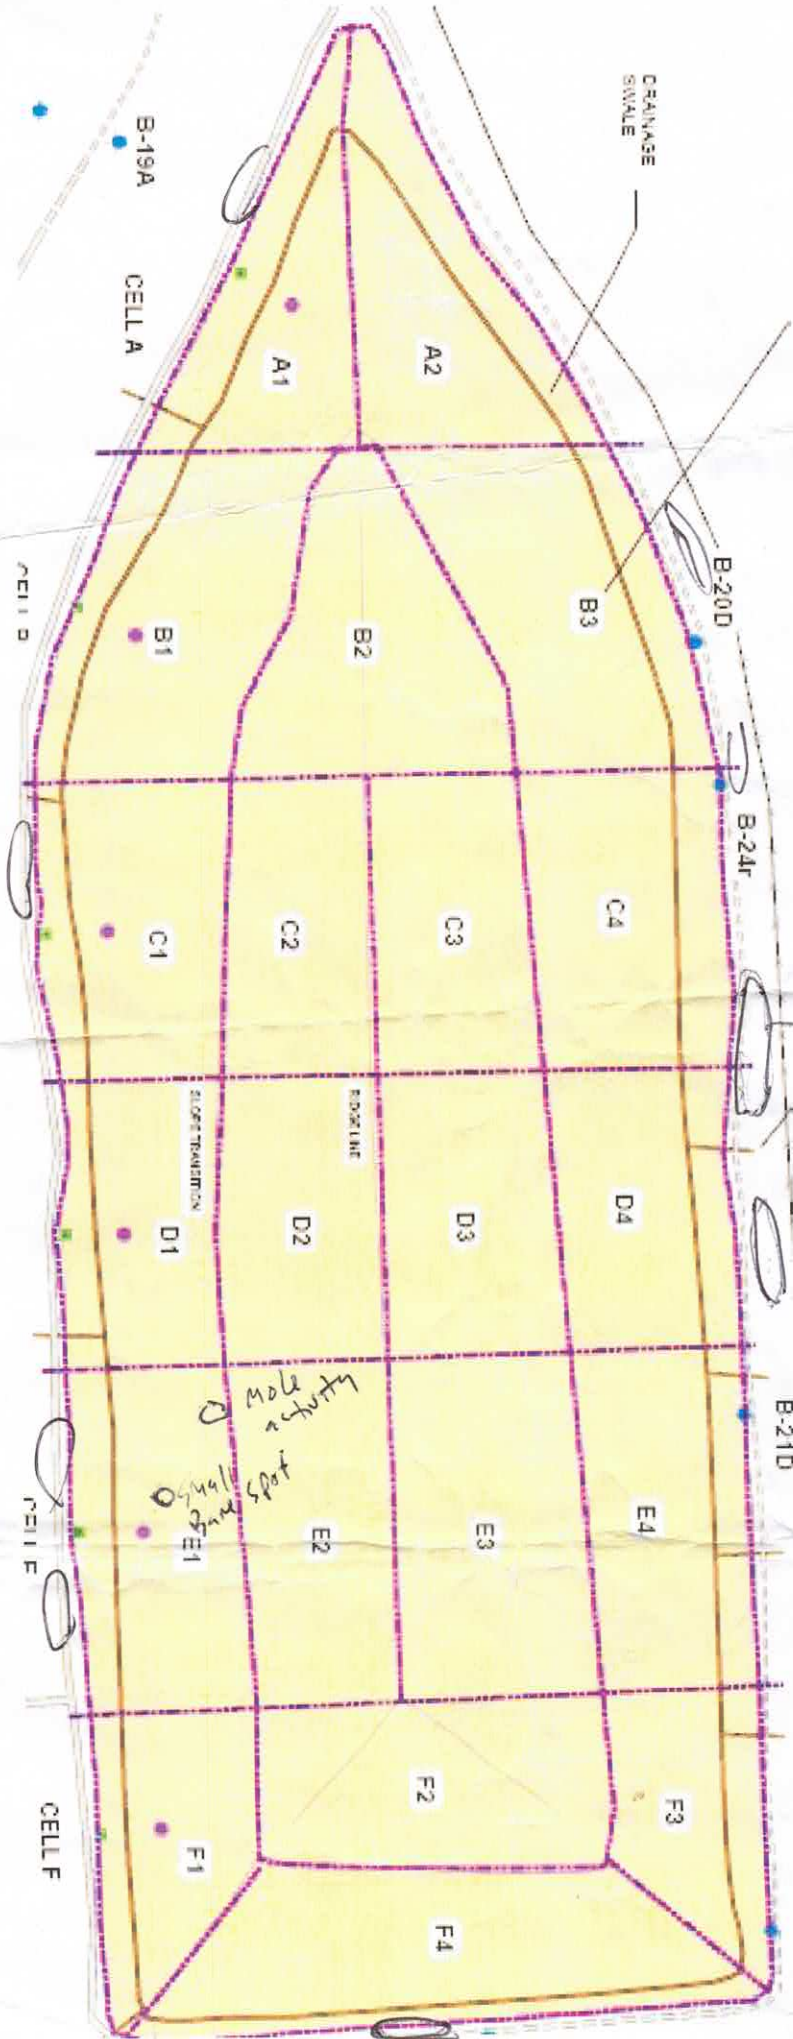 DRAINAGE
SWALE
B-19A
CELL A
A1
A2
B-20D
B1
B2
B3
B-24r
C1
C2
C3
C4
SLOPE TRANSITION
RIDGE LINE
D1
D2
D3
D4
B-21D
mole
activity
small
bare spot
E1
E2
E3
E4
F1
F2
F3
F4
CELL F